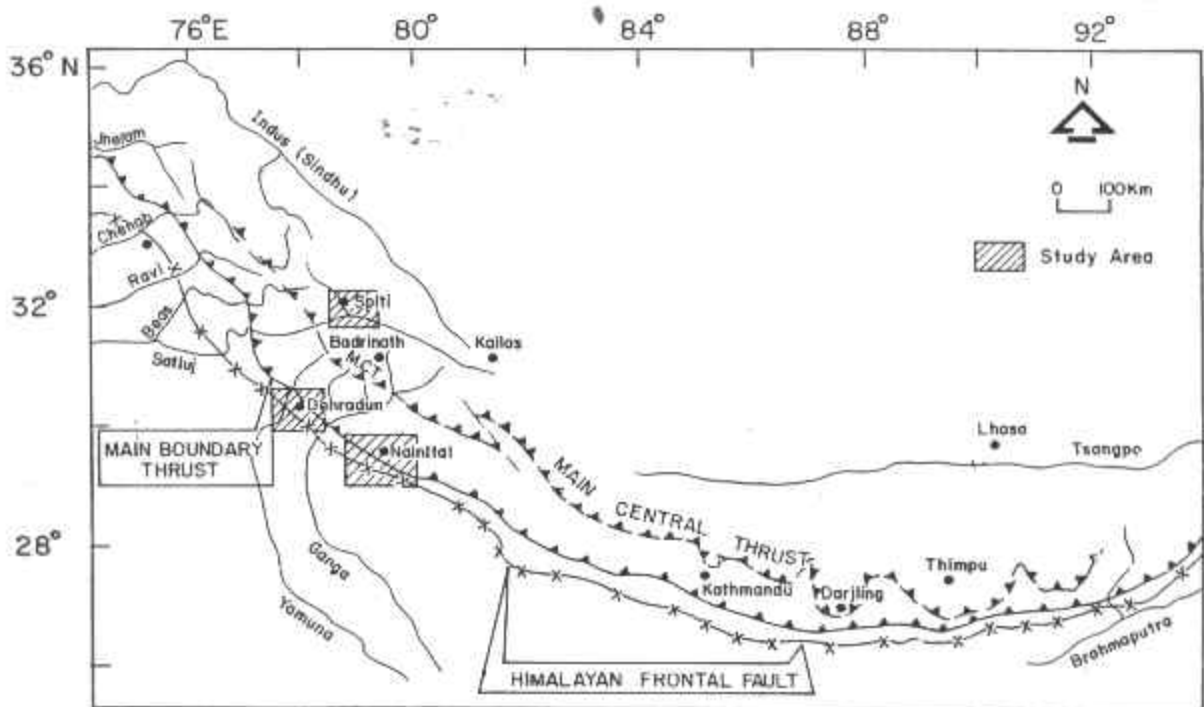 76°E 80° 84° 88° 92°
36° N
N
Jhelam
Indus (Sindhu)
0 100Km
Chenab
Study Area
Ravi
32°
Spiti
Beas
Badrinath
Kailas
Satluj
MCT
Dehradun
Lhasa
MAIN BOUNDARY
THRUST
Nainital
Tsangpo
MAIN
CENTRAL
THRUST
28°
Ganga
Thimpu
Kathmandu
Darjling
Yamuna
Brahmaputra
HIMALAYAN FRONTAL FAULT